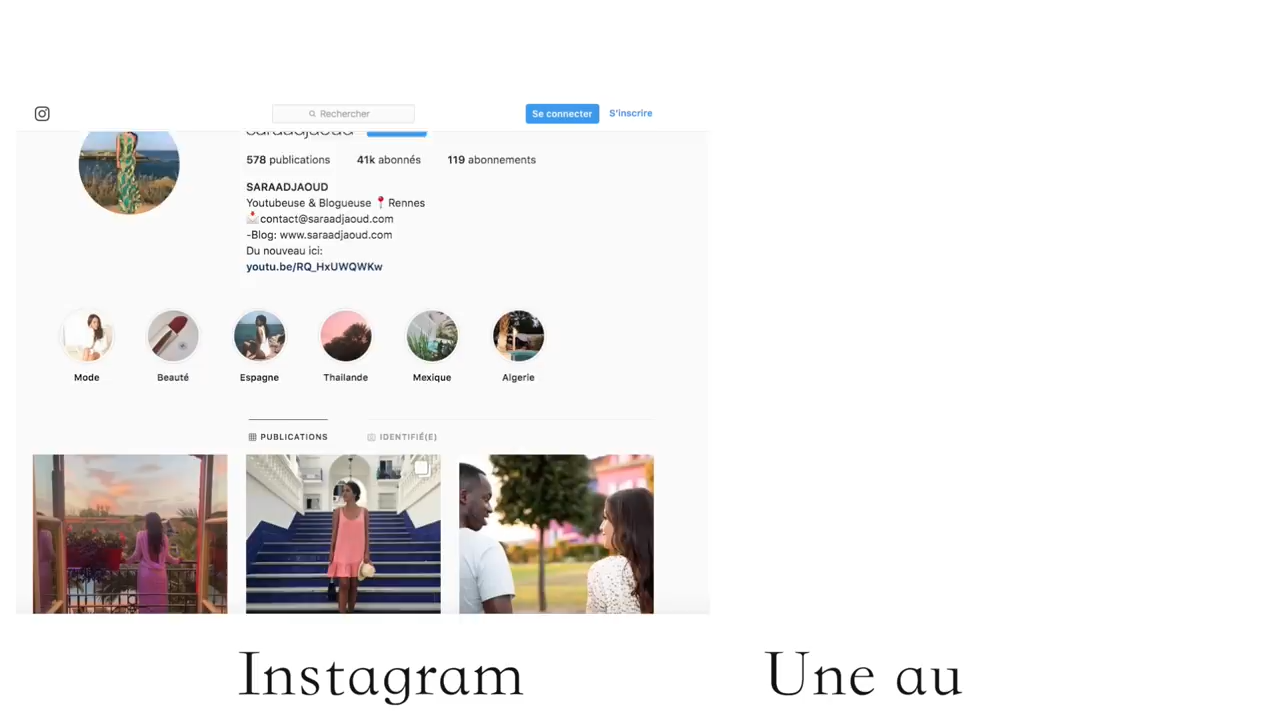 Rechercher
Se connecter
S'inscrire
saraadjaoud
578 publications 41k abonnés 119 abonnements
SARAADJAOUD
Youtubeuse & Blogueuse 📍 Rennes
📩contact@saraadjaoud.com
-Blog: www.saraadjaoud.com
Du nouveau ici:
youtu.be/RQ_HxUWQWKw
Mode Beauté Espagne Thailande Mexique Algerie
PUBLICATIONS IDENTIFIÉ(E)
Instagram Une au